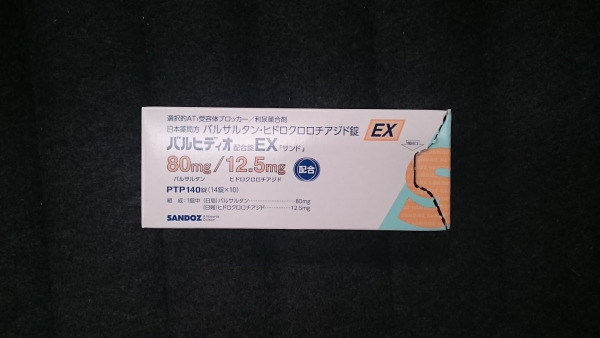 選択的AT₁受容体ブロッカー/利尿薬合剤
日本薬局方 バルサルタン・ヒドロクロロチアジド錠
EX
バルヒディオ配合錠EX「サンド」
80mg/12.5mg 配合
バルサルタン ヒドロクロロチアジド
PTP140錠(14錠×10)
組 成:1錠中 (日局)バルサルタン………………80mg
(日局)ヒドロクロロチアジド…………12.5mg
SANDOZ